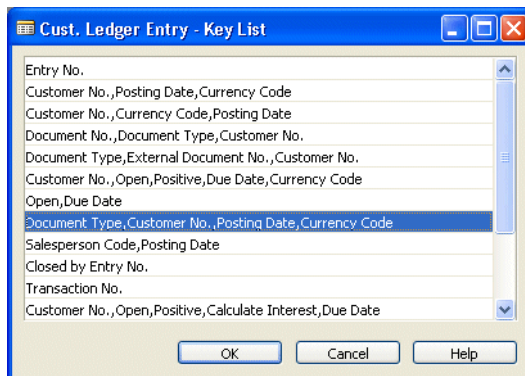 Cust. Ledger Entry - Key List
Entry No.
Customer No.,Posting Date,Currency Code
Customer No.,Currency Code,Posting Date
Document No.,Document Type,Customer No.
Document Type,External Document No.,Customer No.
Customer No.,Open,Positive,Due Date,Currency Code
Open,Due Date
Document Type,Customer No.,Posting Date,Currency Code
Salesperson Code,Posting Date
Closed by Entry No.
Transaction No.
Customer No.,Open,Positive,Calculate Interest,Due Date
OK Cancel Help